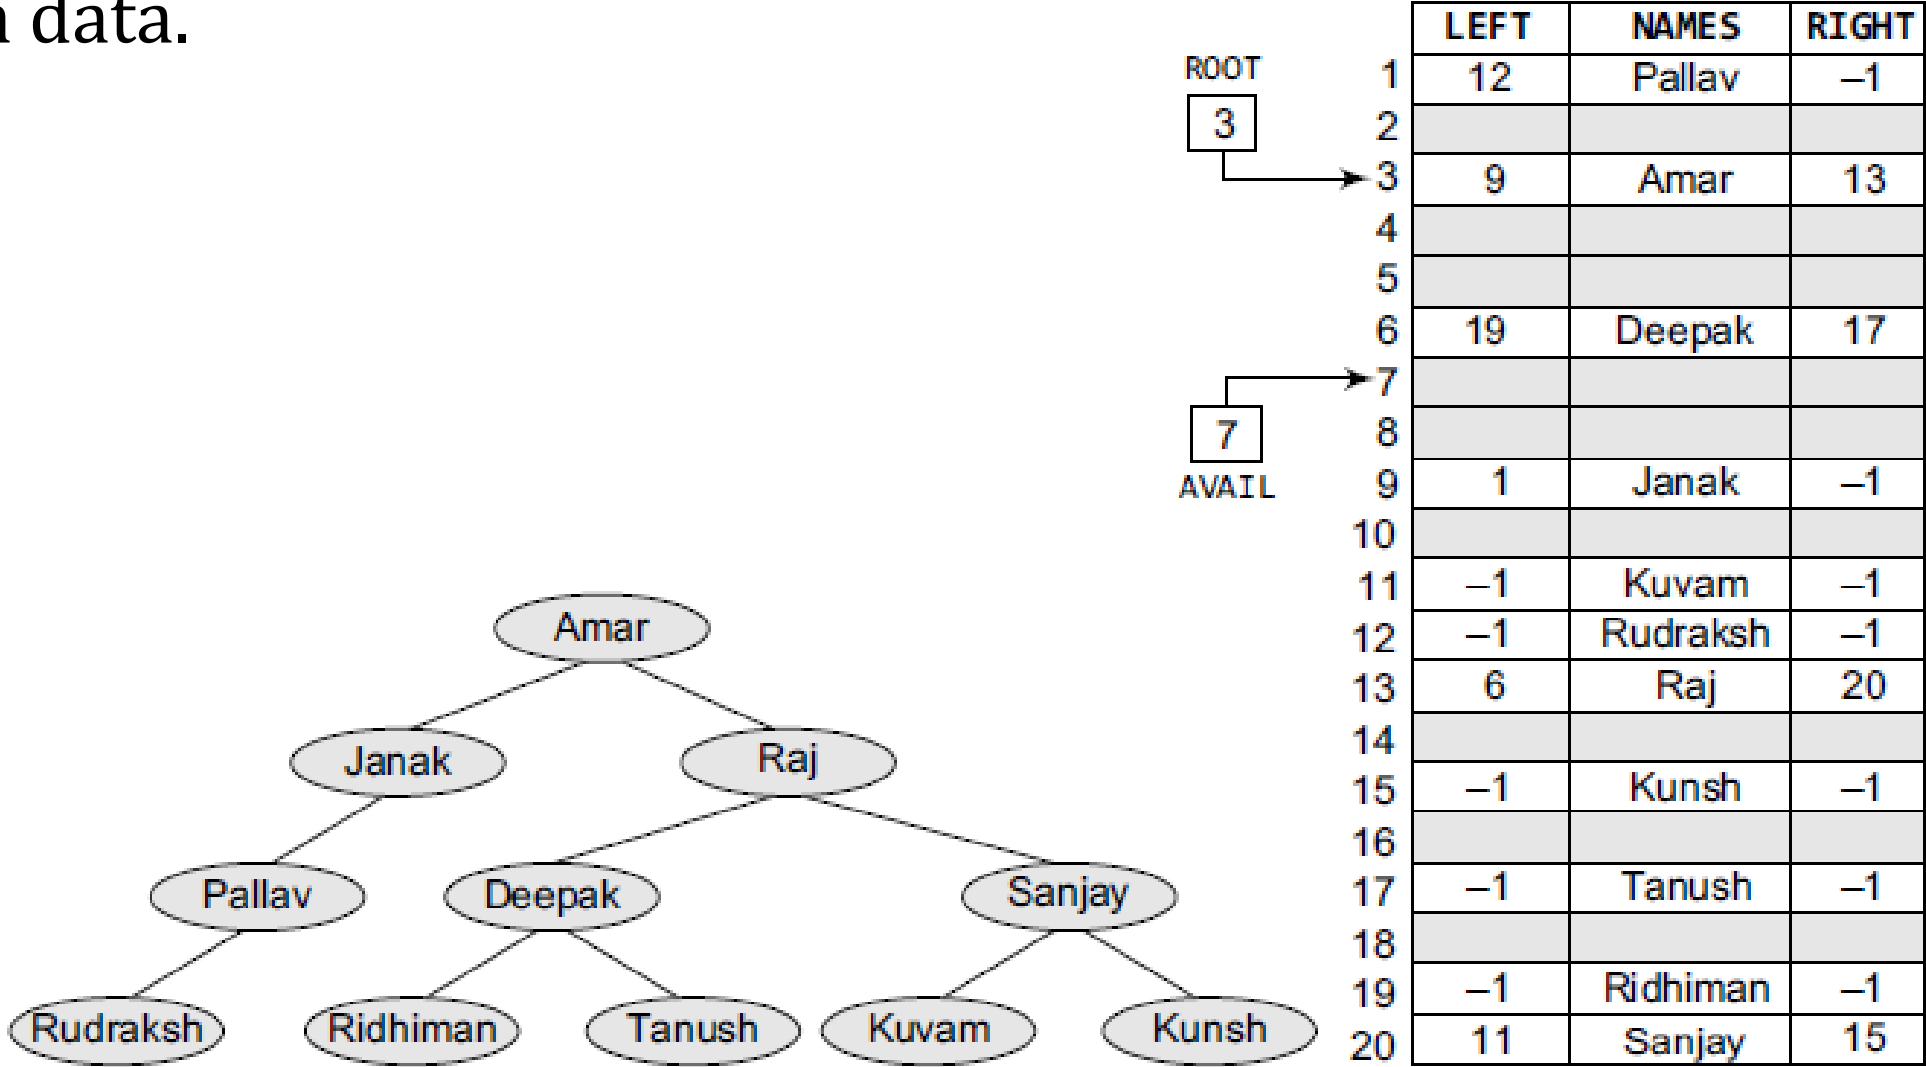 data.
LEFT NAMES RIGHT
ROOT
1 12 Pallav –1
3
2
3 9 Amar 13
4
5
6 19 Deepak 17
7
7
8
AVAIL
9 1 Janak –1
10
11 –1 Kuvam –1
12 –1 Rudraksh –1
13 6 Raj 20
14
15 –1 Kunsh –1
16
17 –1 Tanush –1
18
19 –1 Ridhiman –1
20 11 Sanjay 15
Amar
Janak Raj
Pallav Deepak Sanjay
Rudraksh Ridhiman Tanush Kuvam Kunsh